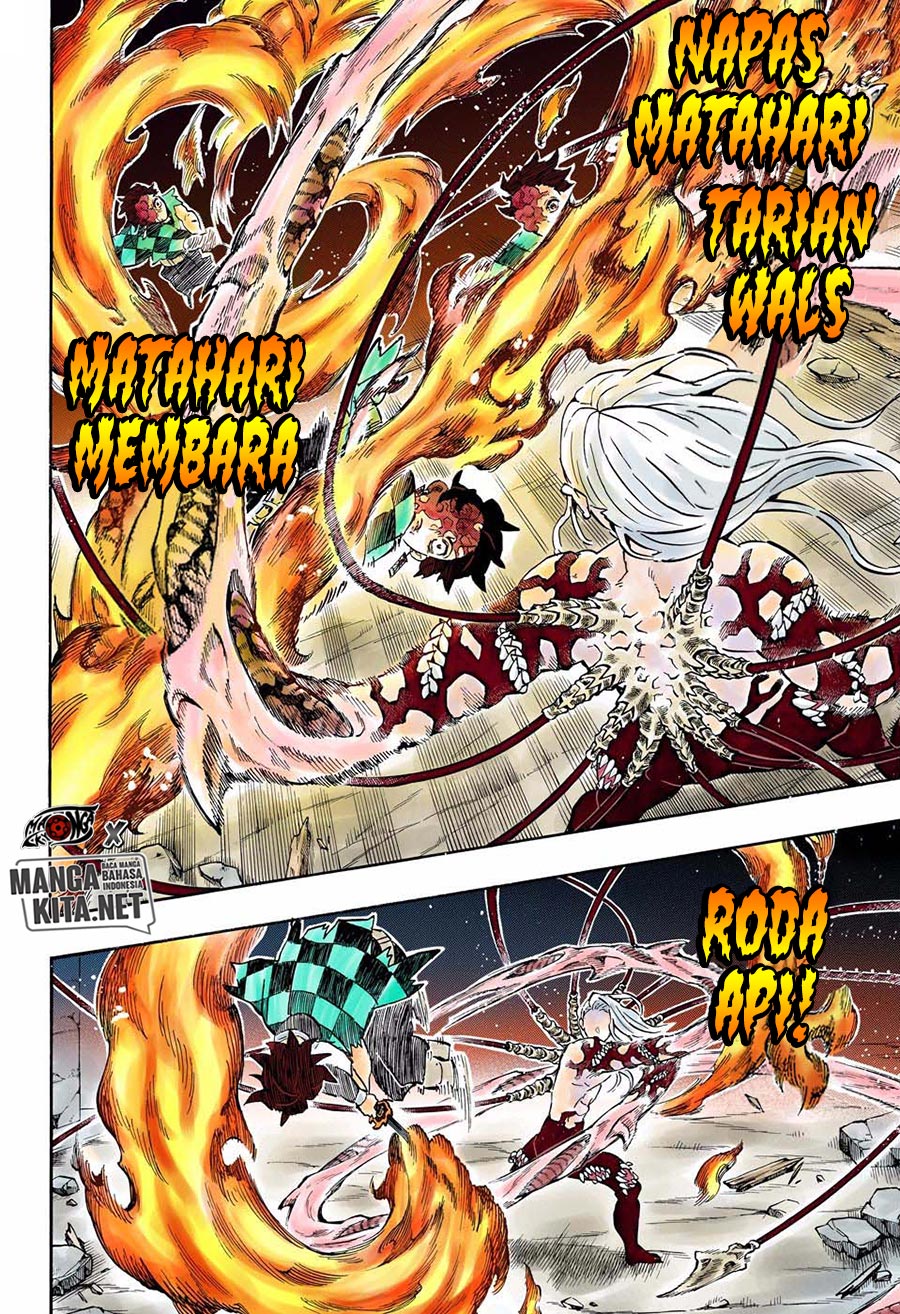 NAPAS
MATAHARI
TARIAN
WALS
MATAHARI
MEMBARA
X
MANGA
KITA.NET
BACA MANGA
BAHASA
INDONESIA
RODA
API!